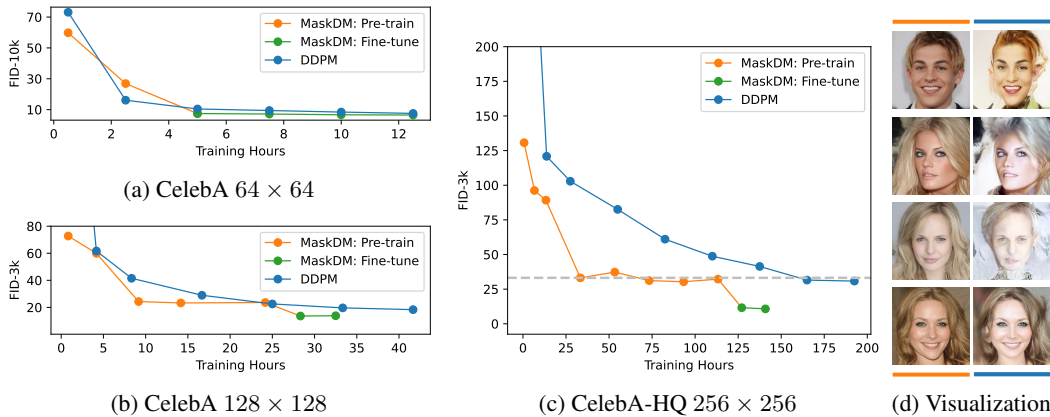 70
50
30
10
FID-10k
MaskDM: Pre-train
MaskDM: Fine-tune
DDPM
0 2 4 6 8 10 12
Training Hours
(a) CelebA 64 × 64
80
60
40
20
FID-3k
MaskDM: Pre-train
MaskDM: Fine-tune
DDPM
0 5 10 15 20 25 30 35 40
Training Hours
(b) CelebA 128 × 128
200
175
150
125
100
75
50
25
0
FID-3k
MaskDM: Pre-train
MaskDM: Fine-tune
DDPM
0 25 50 75 100 125 150 175 200
Training Hours
(c) CelebA-HQ 256 × 256
(d) Visualization